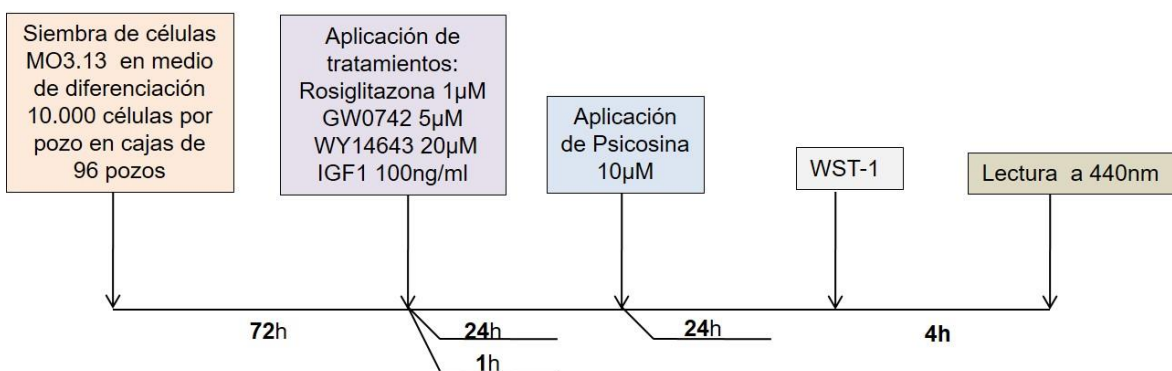 Siembra de células
MO3.13 en medio
de diferenciación
10.000 células por
pozo en cajas de
96 pozos
Aplicación de
tratamientos:
Rosiglitazona 1µM
GW0742 5µM
WY14643 20µM
IGF1 100ng/ml
Aplicación
de Psicosina
10µM
WST-1
Lectura a 440nm
72h
24h
1h
24h
4h